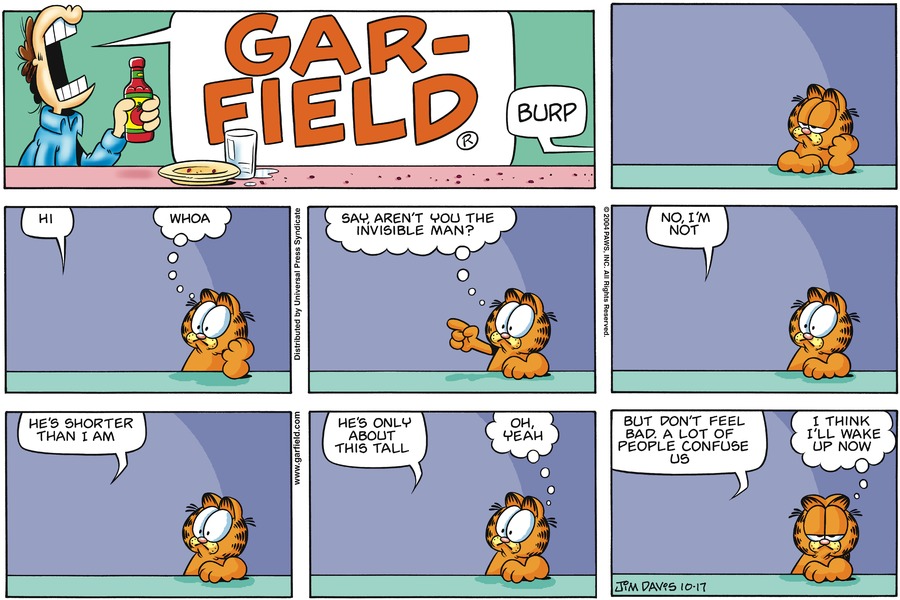 GAR-
FIELD
®
BURP
HI
WHOA
Distributed by Universal Press Syndicate
SAY, AREN'T YOU THE
INVISIBLE MAN?
© 2004 PAWS, INC. All Rights Reserved.
NO, I'M
NOT
HE'S SHORTER
THAN I AM
www.garfield.com
HE'S ONLY
ABOUT
THIS TALL
OH,
YEAH
BUT DON'T FEEL
BAD. A LOT OF
PEOPLE CONFUSE
US
I THINK
I'LL WAKE
UP NOW
JIM DAVIS 10-17